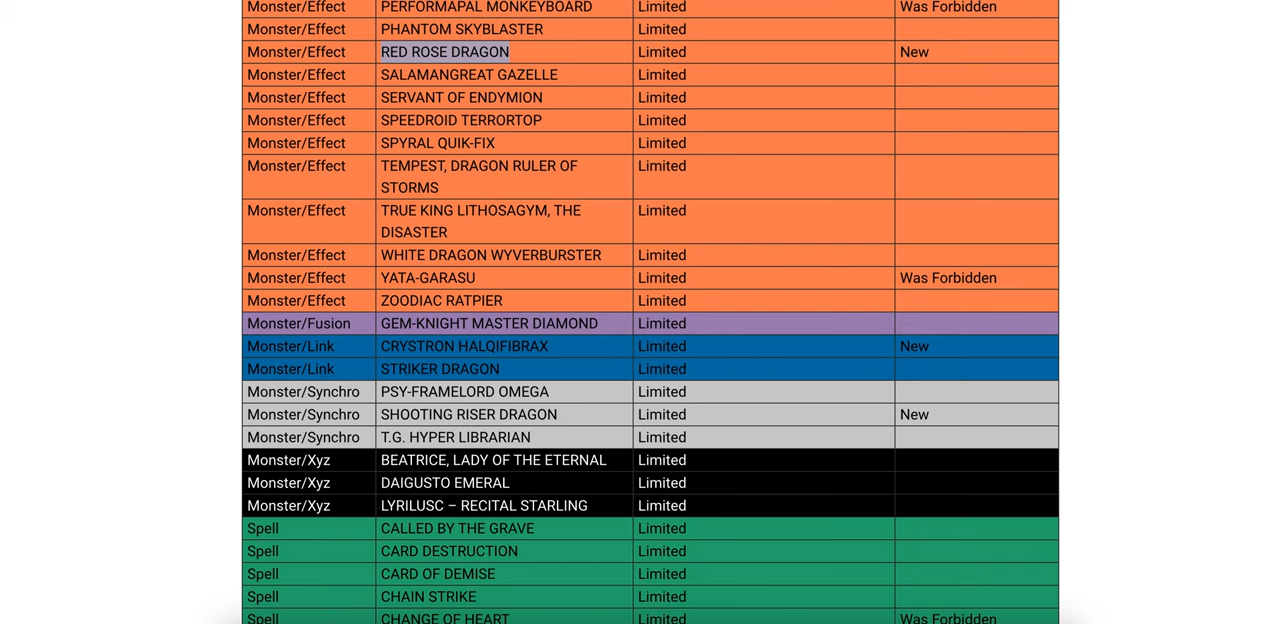 Monster/Effect PERFORMAPAL MONKEYBOARD Limited Was Forbidden
Monster/Effect PHANTOM SKYBLASTER Limited
Monster/Effect RED ROSE DRAGON Limited New
Monster/Effect SALAMANGREAT GAZELLE Limited
Monster/Effect SERVANT OF ENDYMION Limited
Monster/Effect SPEEDROID TERRORTOP Limited
Monster/Effect SPYRAL QUIK-FIX Limited
Monster/Effect TEMPEST, DRAGON RULER OF Limited
STORMS
Monster/Effect TRUE KING LITHOSAGYM, THE Limited
DISASTER
Monster/Effect WHITE DRAGON WYVERBURSTER Limited
Monster/Effect YATA-GARASU Limited Was Forbidden
Monster/Effect ZOODIAC RATPIER Limited
Monster/Fusion GEM-KNIGHT MASTER DIAMOND Limited
Monster/Link CRYSTRON HALQIFIBRAX Limited New
Monster/Link STRIKER DRAGON Limited
Monster/Synchro PSY-FRAMELORD OMEGA Limited
Monster/Synchro SHOOTING RISER DRAGON Limited New
Monster/Synchro T.G. HYPER LIBRARIAN Limited
Monster/Xyz BEATRICE, LADY OF THE ETERNAL Limited
Monster/Xyz DAIGUSTO EMERAL Limited
Monster/Xyz LYRILUSC – RECITAL STARLING Limited
Spell CALLED BY THE GRAVE Limited
Spell CARD DESTRUCTION Limited
Spell CARD OF DEMISE Limited
Spell CHAIN STRIKE Limited
Spell CHANGE OF HEART Limited Was Forbidden